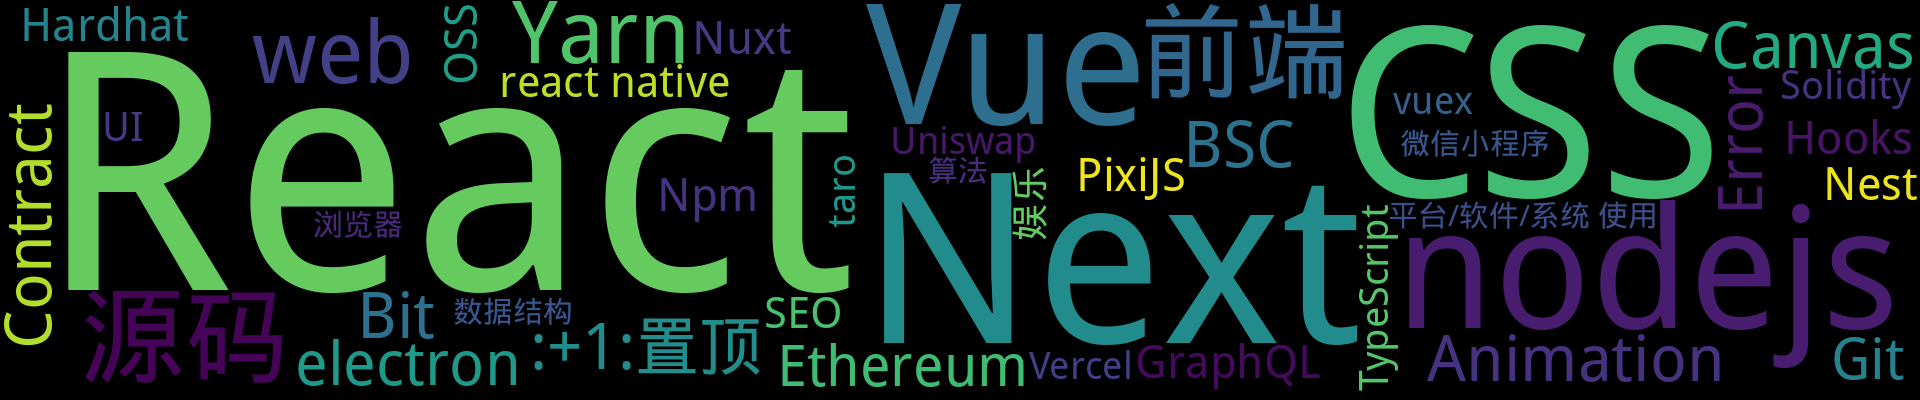 Hardhat
web
OSS
Yarn
Nuxt
react native
Vue
前端
CSS
Canvas
Solidity
React
UI
Contract
vuex
微信小程序
Error
Hooks
Uniswap
算法
BSC
PixiJS
Nest
Npm
taro
娱乐
浏览器
Next
TypeScript
平台/软件/系统 使用
nodejs
源码
Bit
数据结构
SEO
electron
:+1:置顶
Ethereum
Vercel
GraphQL
Animation
Git